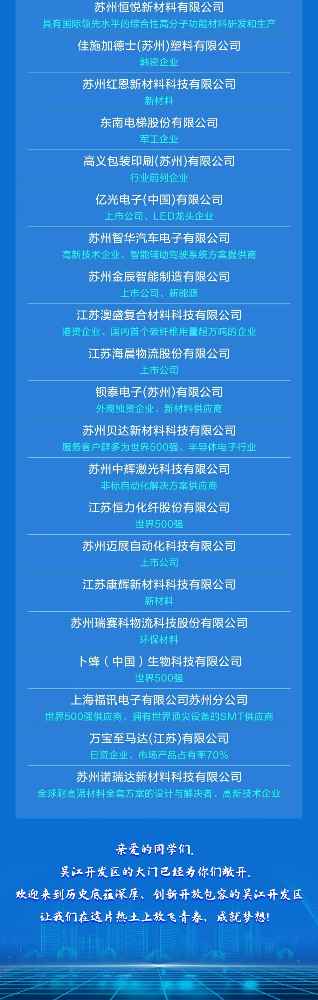 苏州恒悦新材料有限公司
具有国际领先水平的综合性高分子功能材料研发和生产
佳施加德士(苏州)塑料有限公司
韩资企业
苏州红恩新材料科技有限公司
新材料
东南电梯股份有限公司
军工企业
高义包装印刷(苏州)有限公司
行业前列企业
亿光电子(中国)有限公司
上市公司、LED龙头企业
苏州智华汽车电子有限公司
高新技术企业、智能辅助驾驶系统方案提供商
苏州金辰智能制造有限公司
上市公司、新能源
江苏澳盛复合材料科技有限公司
港资企业、国内首个碳纤维用量超万吨的企业
江苏海晨物流股份有限公司
上市公司
钡泰电子(苏州)有限公司
外商独资企业、新材料供应商
苏州贝达新材料科技有限公司
服务客户群多为世界500强、半导体电子行业
苏州中辉激光科技有限公司
非标自动化解决方案供应商
江苏恒力化纤股份有限公司
世界500强
苏州迈展自动化科技有限公司
上市公司
江苏康辉新材料科技有限公司
新材料
苏州瑞赛科物流科技股份有限公司
环保材料
卜蜂（中国）生物科技有限公司
世界500强
上海福讯电子有限公司苏州分公司
世界500强供应商、拥有世界顶尖设备的SMT供应商
万宝至马达(江苏)有限公司
日资企业、市场产品占有率70%
苏州诺瑞达新材料科技有限公司
全球耐高温材料全套方案的设计与解决者、高新技术企业
亲爱的同学们，
吴江开发区的大门已经为你们敞开，
欢迎来到历史底蕴深厚、创新开放包容的吴江开发区
让我们在这片热土上放飞青春、成就梦想！